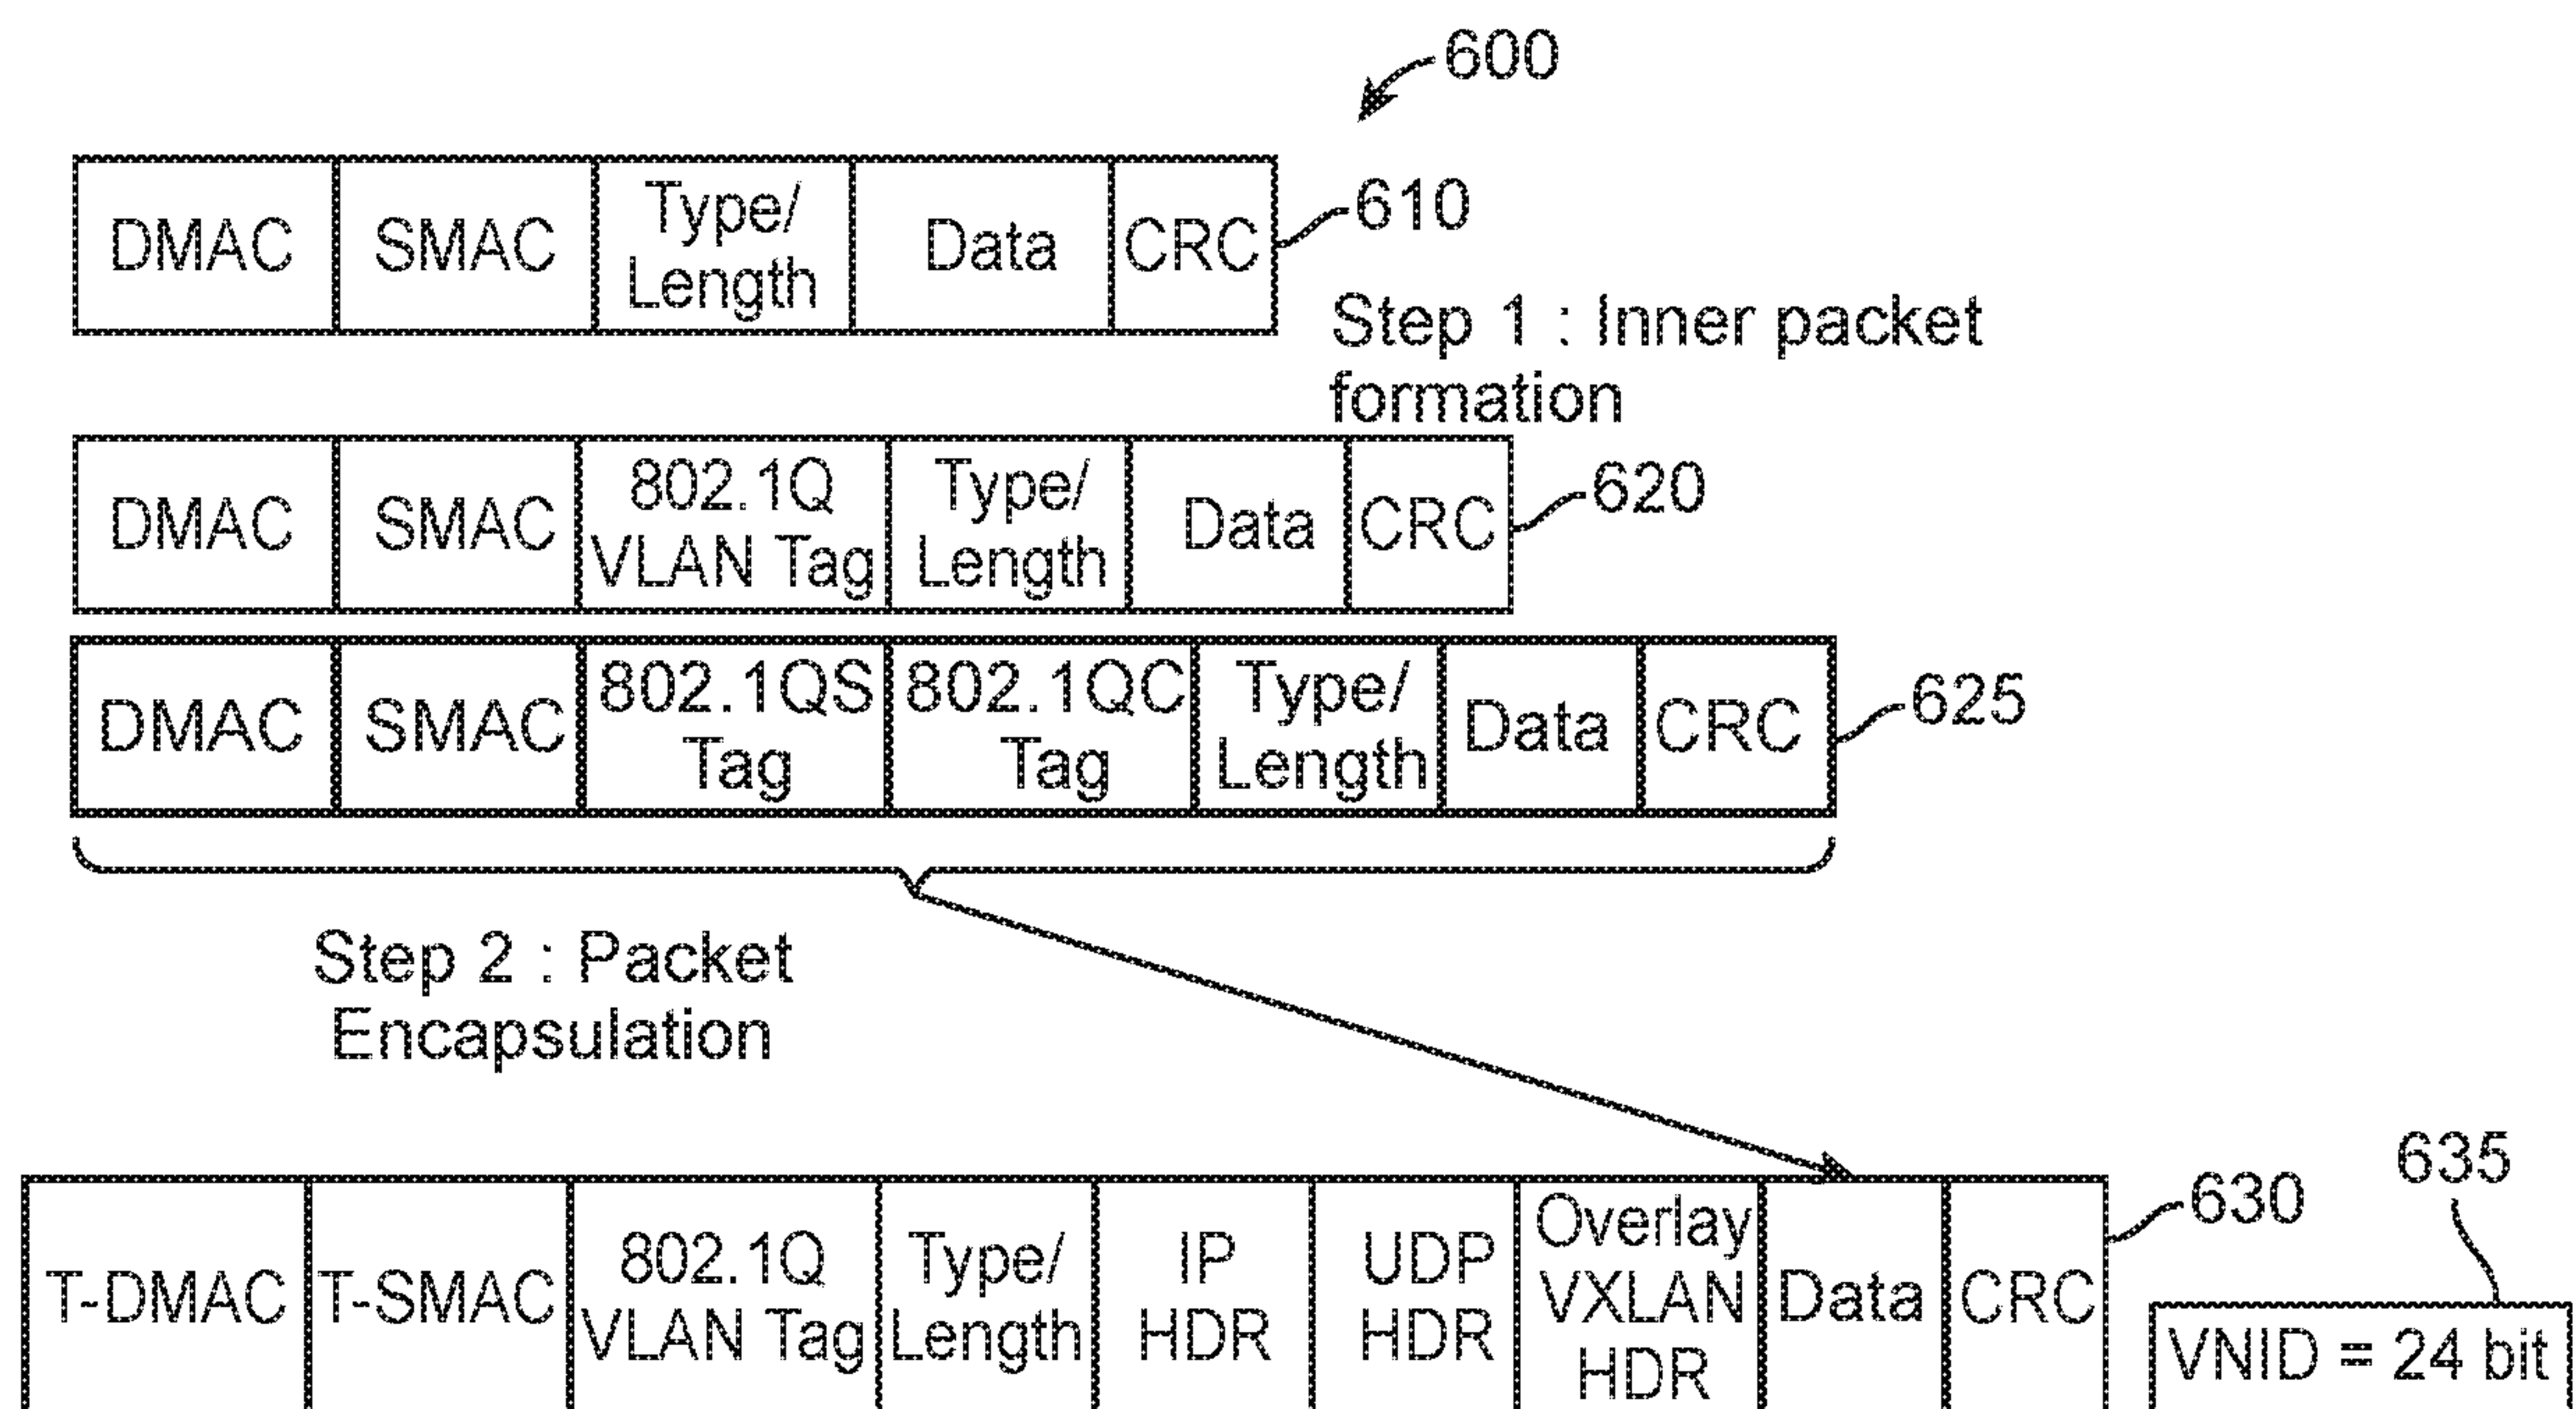 600
DMAC SMAC Type/ Length Data CRC 610
Step 1 : Inner packet
formation
DMAC SMAC 802.1Q VLAN Tag Type/ Length Data CRC 620
DMAC SMAC 802.1QS Tag 802.1QC Tag Type/ Length Data CRC 625
Step 2 : Packet
Encapsulation
T-DMAC T-SMAC 802.1Q VLAN Tag Type/ Length IP HDR UDP HDR Overlay VXLAN HDR Data CRC 630
635
VNID = 24 bit